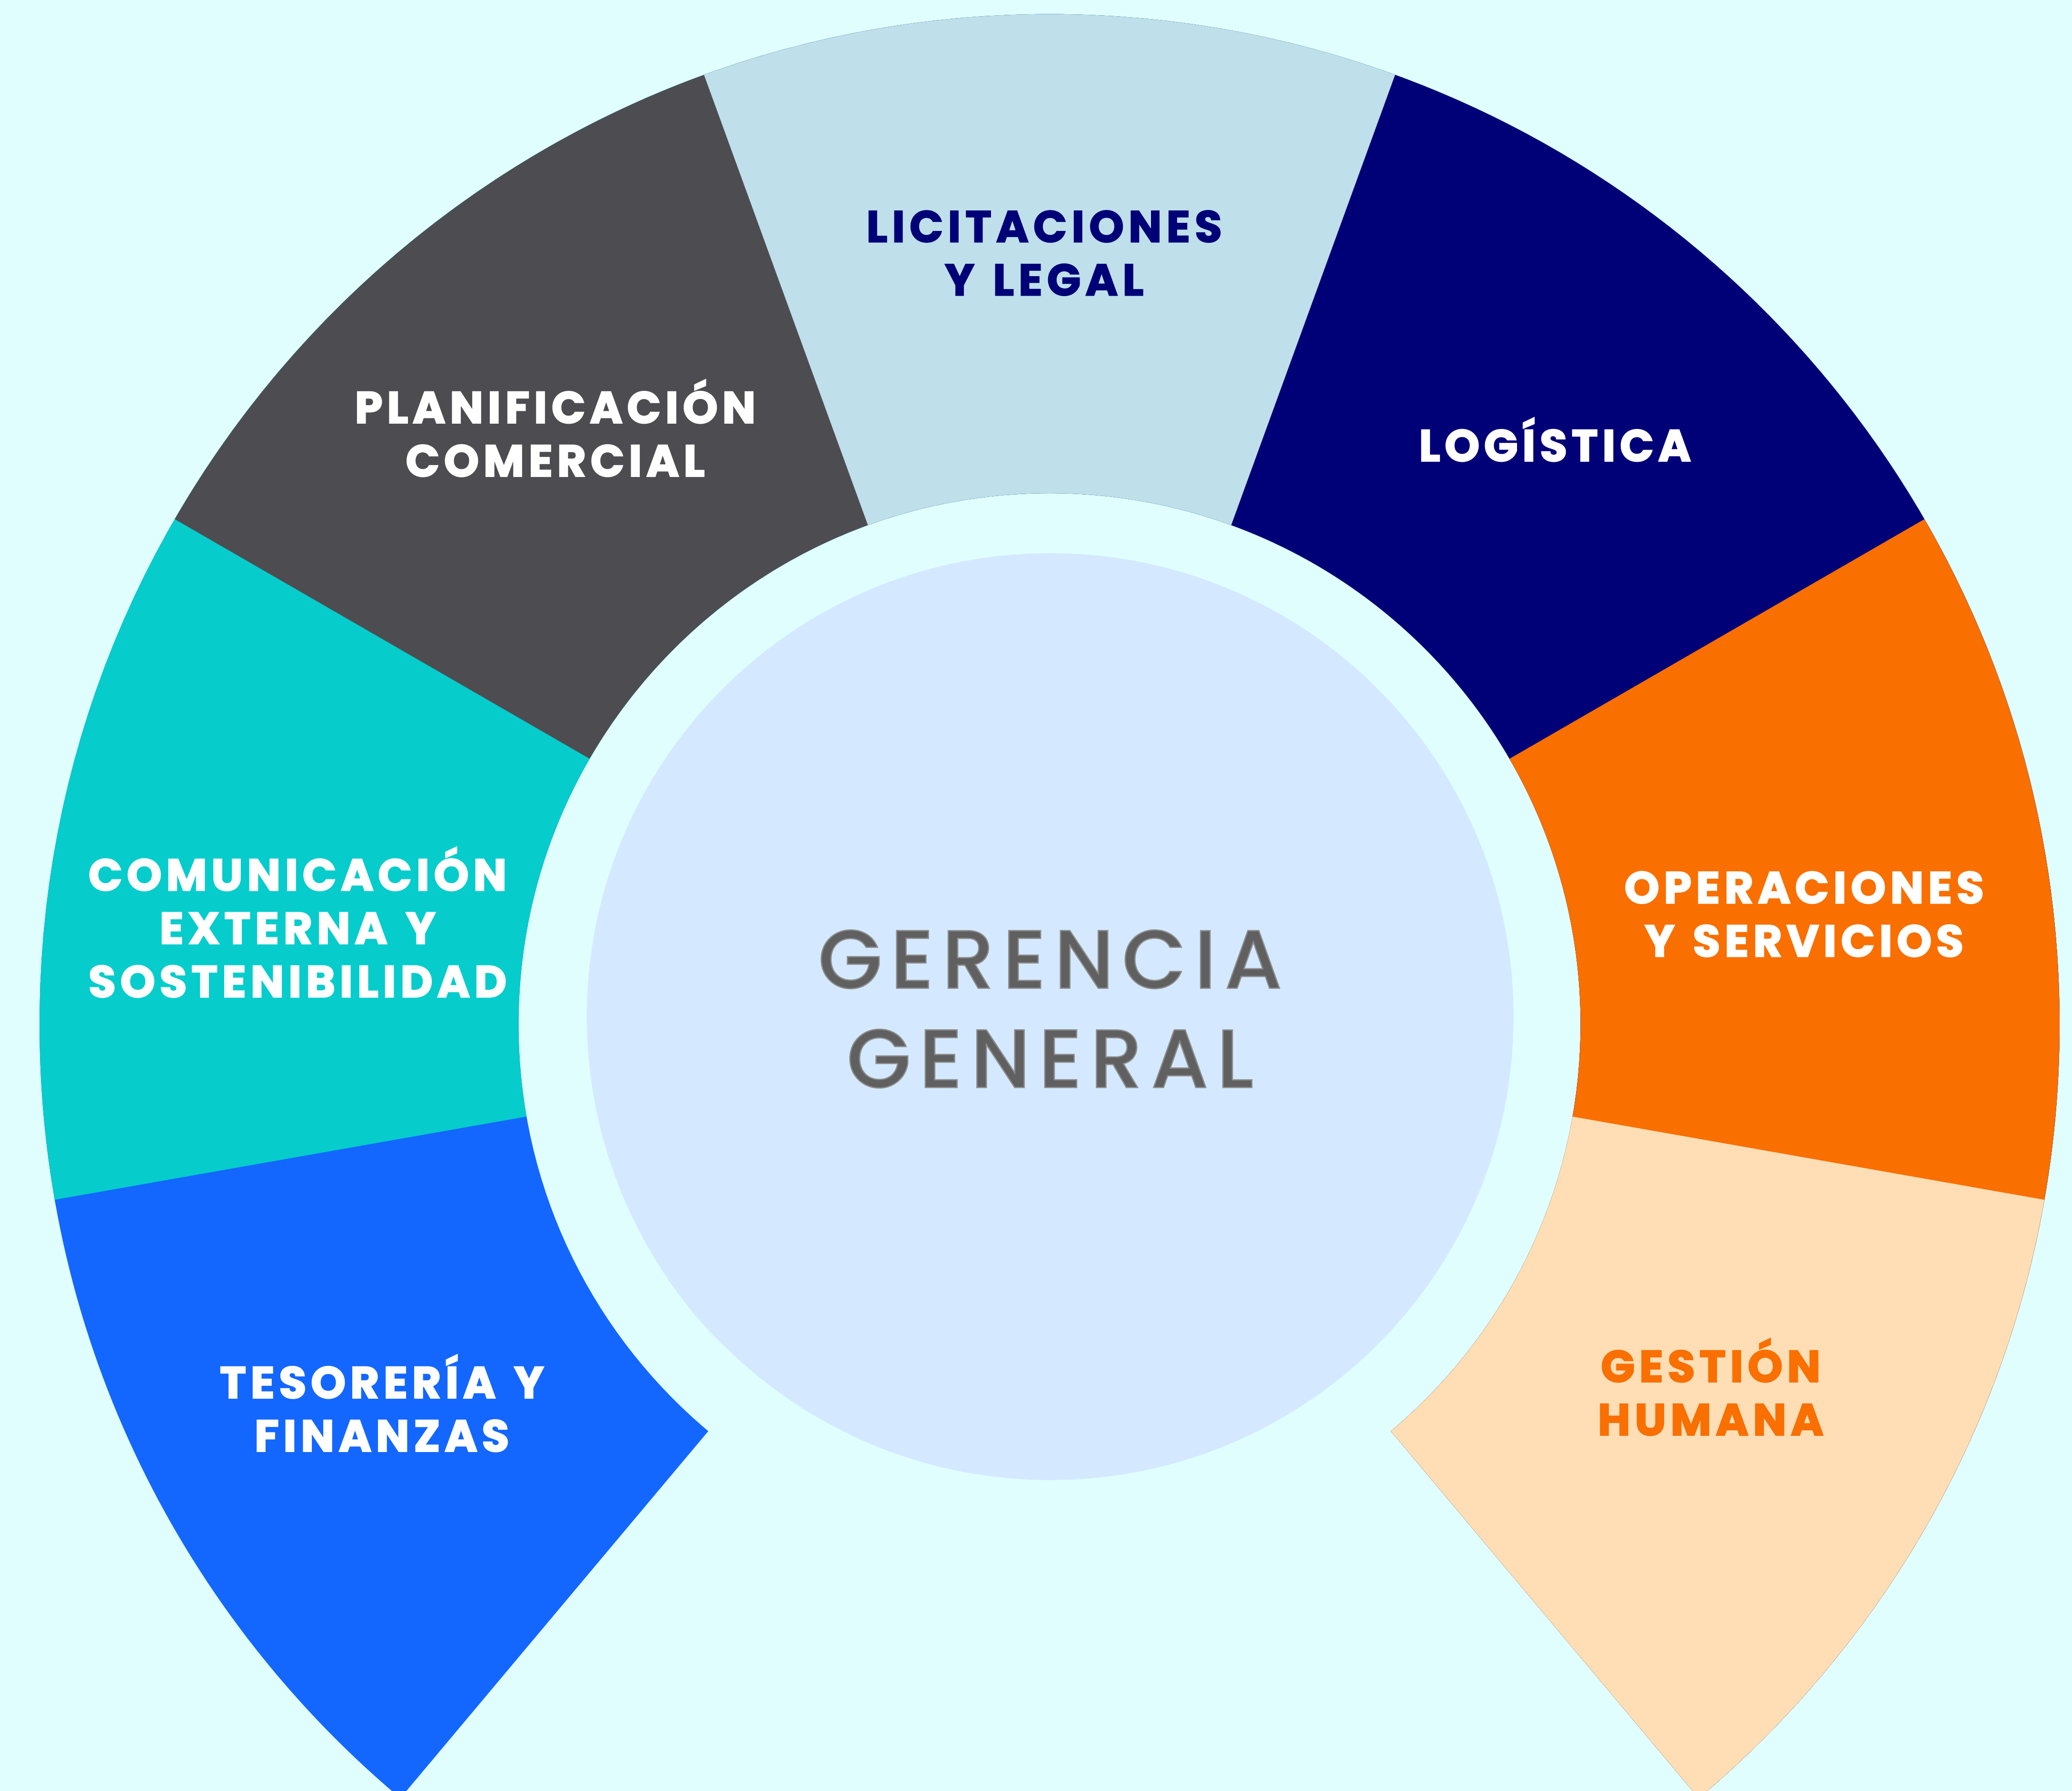 LICITACIONES
Y LEGAL
PLANIFICACIÓN
COMERCIAL
LOGÍSTICA
COMUNICACIÓN
EXTERNA Y
SOSTENIBILIDAD
OPERACIONES
Y SERVICIOS
GERENCIA
GENERAL
TESORERÍA Y
FINANZAS
GESTIÓN
HUMANA